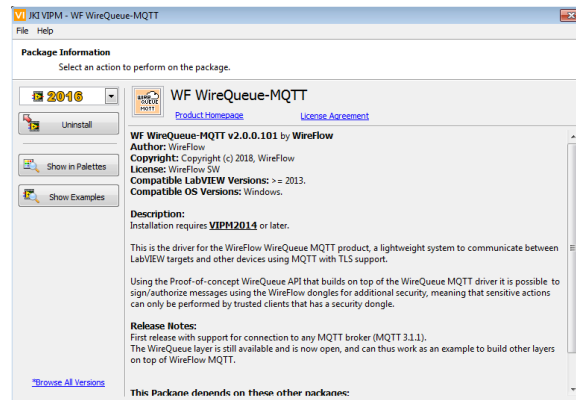 JKI VIPM - WF WireQueue-MQTT
File Help
Package Information
Select an action to perform on the package.
2016
Uninstall
Show in Palettes
Show Examples
*Browse All Versions
WIRE
QUEUE
MQTT
WF WireQueue-MQTT
Product Homepage License Agreement
WF WireQueue-MQTT v2.0.0.101 by WireFlow
Author: WireFlow
Copyright: Copyright (c) 2018, WireFlow
License: WireFlow SW
Compatible LabVIEW Versions: >= 2013.
Compatible OS Versions: Windows.
Description:
Installation requires VIPM2014 or later.
This is the driver for the WireFlow WireQueue MQTT product, a lightweight system to communicate between
LabVIEW targets and other devices using MQTT with TLS support.
Using the Proof-of-concept WireQueue API that builds on top of the WireQueue MQTT driver it is possible to
sign/authorize messages using the WireFlow dongles for additional security, meaning that sensitive actions
can only be performed by trusted clients that has a security dongle.
Release Notes:
First release with support for connection to any MQTT broker (MQTT 3.1.1).
The WireQueue layer is still available and is now open, and can thus work as an example to build other layers
on top of WireFlow MQTT.
This Package depends on these other packages: